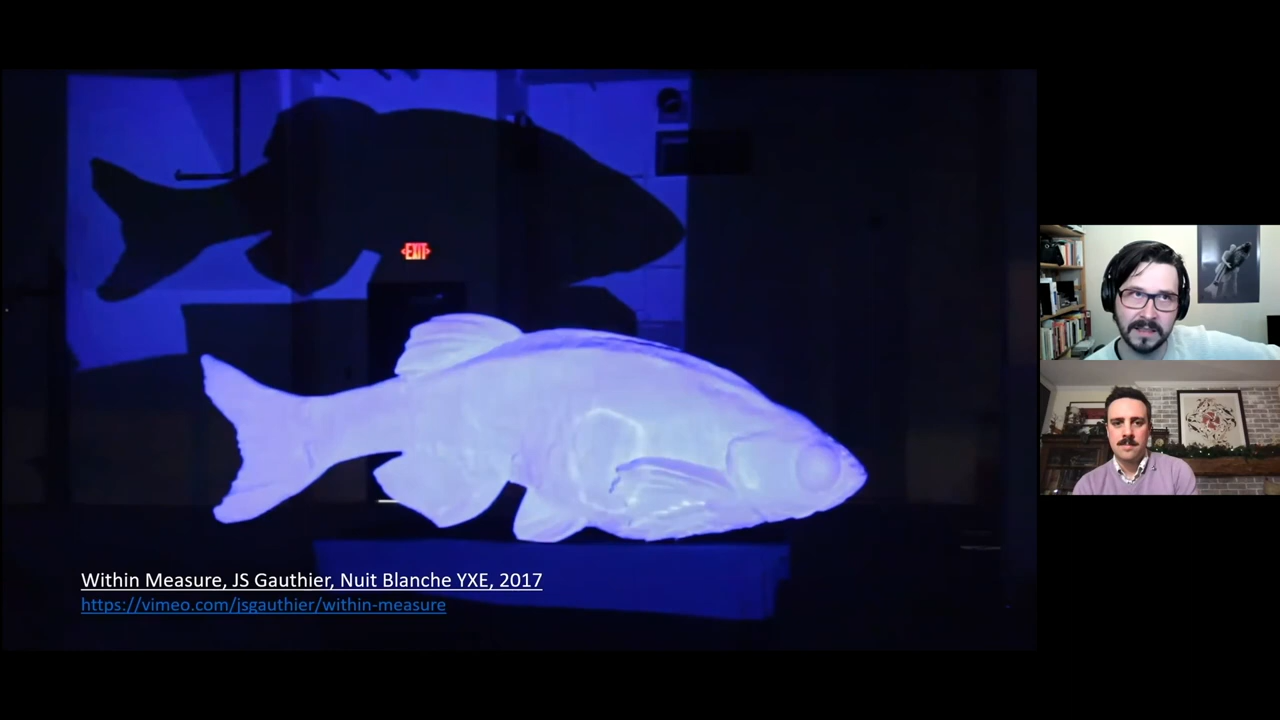 EXIT
Within Measure, JS Gauthier, Nuit Blanche YXE, 2017
https://vimeo.com/jsgauthier/within-measure